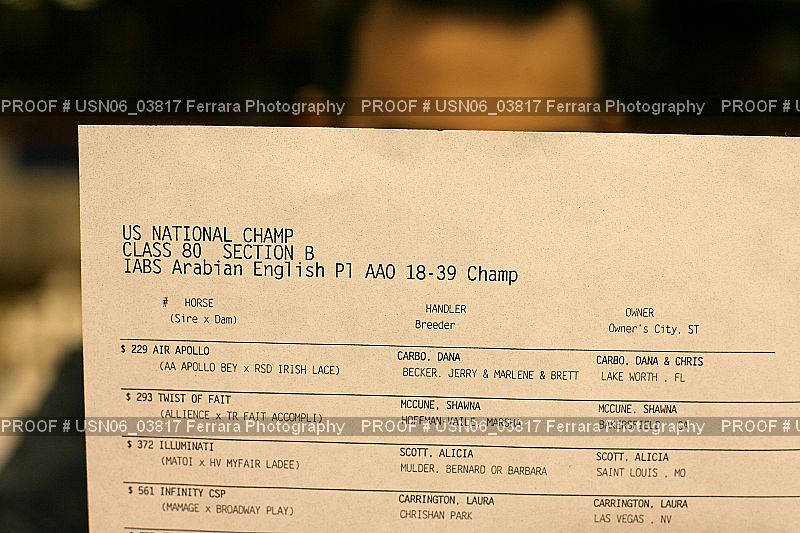 PROOF # USN06_03817 Ferrara Photography PROOF # USN06_03817 Ferrara Photography PROOF #
US NATIONAL CHAMP
CLASS 80 SECTION B
IABS Arabian English Pl AAO 18-39 Champ
# HORSE HANDLER OWNER
(Sire x Dam) Breeder Owner's City, ST
$ 229 AIR APOLLO CARBO, DANA CARBO, DANA & CHRIS
(AA APOLLO BEY x RSD IRISH LACE) BECKER, JERRY & MARLENE & BRETT LAKE WORTH , FL
$ 293 TWIST OF FAIT MCCUNE, SHAWNA MCCUNE, SHAWNA
(ALLIENCE x TR FAIT ACCOMPLI) HOFFMAN-VAILE, MARSHA BAKERSFIELD , CA
PROOF # USN06_03817 Ferrara Photography PROOF # USN06_03817 Ferrara Photography PROOF #
$ 372 ILLUMINATI SCOTT, ALICIA SCOTT, ALICIA
(MATOI x HV MYFAIR LADEE) MULDER, BERNARD OR BARBARA SAINT LOUIS , MO
$ 561 INFINITY CSP CARRINGTON, LAURA CARRINGTON, LAURA
(MAMAGE x BROADWAY PLAY) CHRISHAN PARK LAS VEGAS , NV